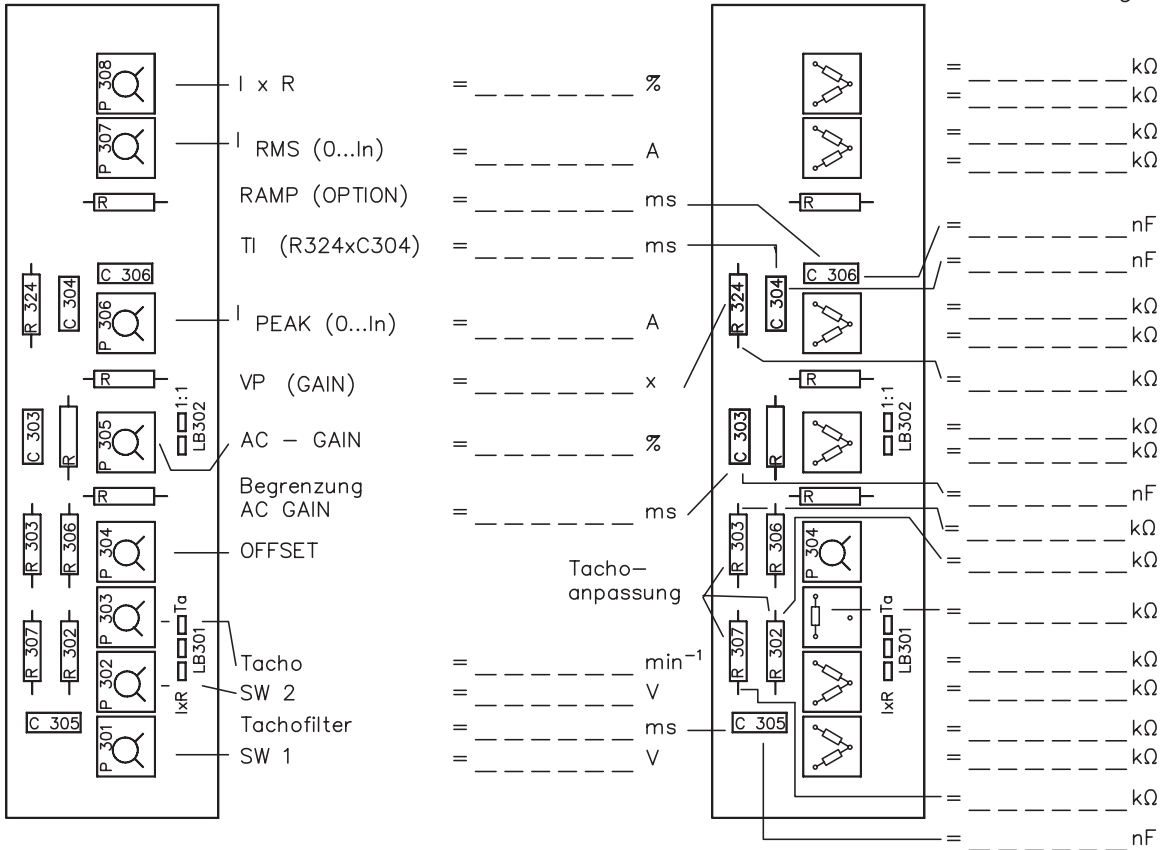 g
P 308
I x R = _ _ _ _ _ _ %
P 307
I RMS (0...In) = _ _ _ _ _ _ A
R
RAMP (OPTION) = _ _ _ _ _ _ ms
TI (R324xC304) = _ _ _ _ _ _ ms
R 324
C 304
C 306
P 306
I PEAK (0...In) = _ _ _ _ _ _ A
R
VP (GAIN) = _ _ _ _ _ _ x
C 303
R
P 305
1:1
LB302
AC – GAIN = _ _ _ _ _ _ %
R
Begrenzung
AC GAIN = _ _ _ _ _ _ ms
R 303
R 306
P 304
OFFSET
R 307
R 302
P 303
Ta
LB301
IxR
P 302
Tacho = _ _ _ _ _ _ min⁻¹
SW 2 = _ _ _ _ _ _ V
C 305
P 301
Tachofilter = _ _ _ _ _ _ ms
SW 1 = _ _ _ _ _ _ V
Tacho–
anpassung
R
C 306
R 324
C 304
R
C 303
R
1:1
LB302
R
R 303
R 306
P 304
R 307
R 302
Ta
LB301
IxR
C 305
= _ _ _ _ _ _ kΩ
= _ _ _ _ _ _ kΩ
= _ _ _ _ _ _ kΩ
= _ _ _ _ _ _ kΩ
= _ _ _ _ _ _ nF
= _ _ _ _ _ _ nF
= _ _ _ _ _ _ kΩ
= _ _ _ _ _ _ kΩ
= _ _ _ _ _ _ kΩ
= _ _ _ _ _ _ kΩ
= _ _ _ _ _ _ kΩ
= _ _ _ _ _ _ nF
= _ _ _ _ _ _ kΩ
= _ _ _ _ _ _ kΩ
= _ _ _ _ _ _ kΩ
= _ _ _ _ _ _ kΩ
= _ _ _ _ _ _ kΩ
= _ _ _ _ _ _ kΩ
= _ _ _ _ _ _ kΩ
= _ _ _ _ _ _ kΩ
= _ _ _ _ _ _ nF